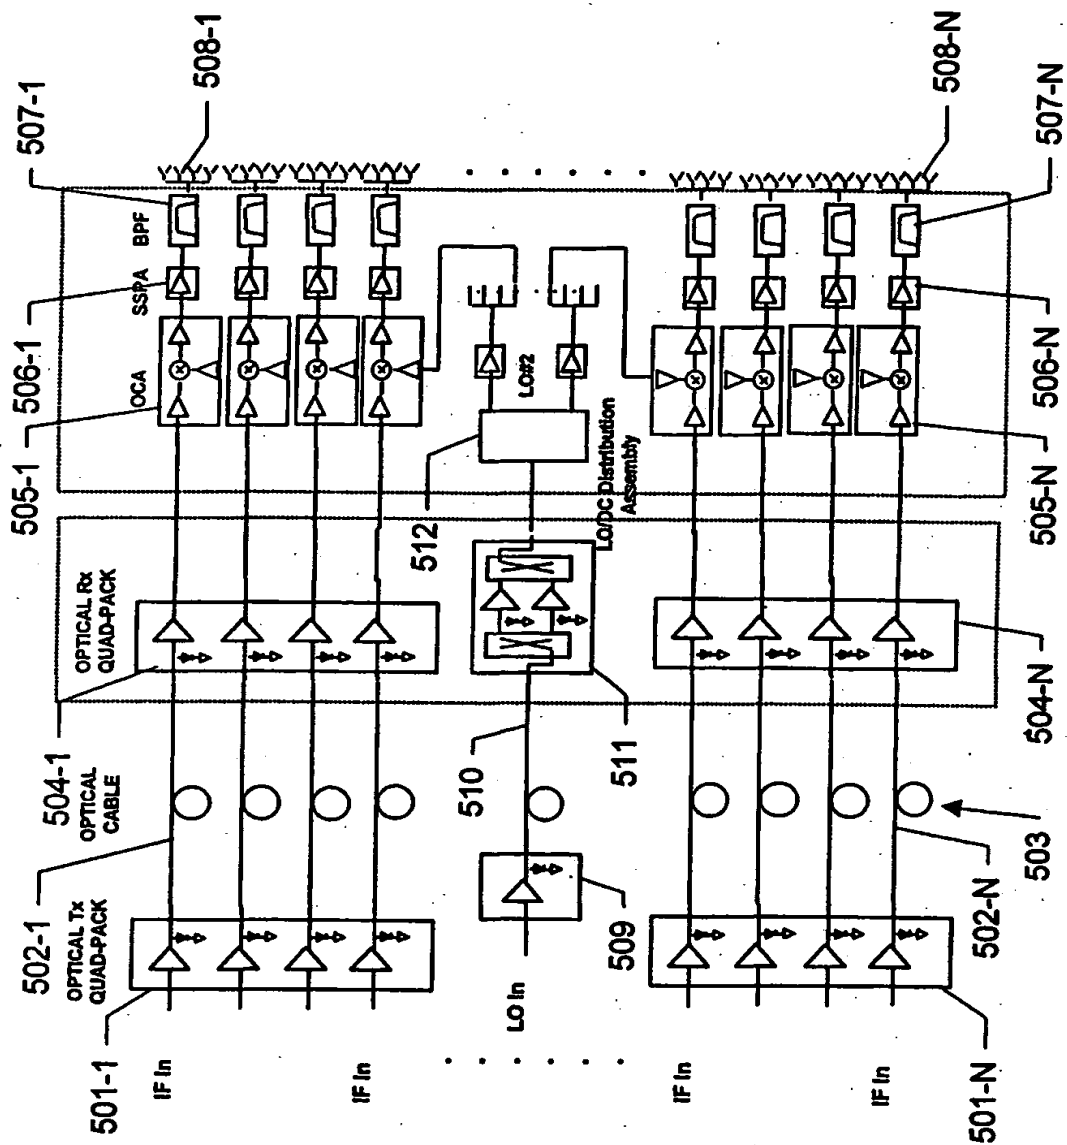 501-1
502-1
504-1
505-1
506-1
507-1
508-1
OPTICAL Tx
QUAD-PACK
OPTICAL
CABLE
OPTICAL Rx
QUAD-PACK
OCA
SSPA
BPF
IF In
IF In
LO In
509
510
511
512
LO/DC Distribution
Assembly
LO#2
IF In
IF In
501-N
502-N
503
504-N
505-N
506-N
507-N
508-N